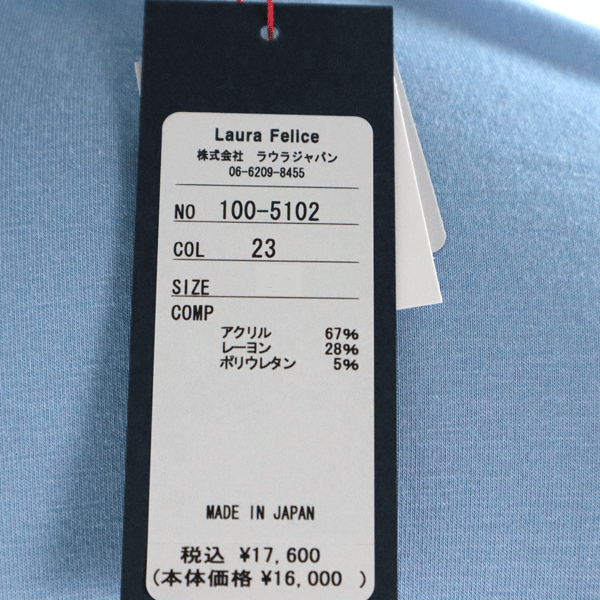 Laura Felice
株式会社 ラウラジャパン
06-6209-8455
NO 100-5102
COL 23
SIZE
COMP
アクリル 67%
レーヨン 28%
ポリウレタン 5%
MADE IN JAPAN
税込 ¥17,600
(本体価格 ¥16,000 )